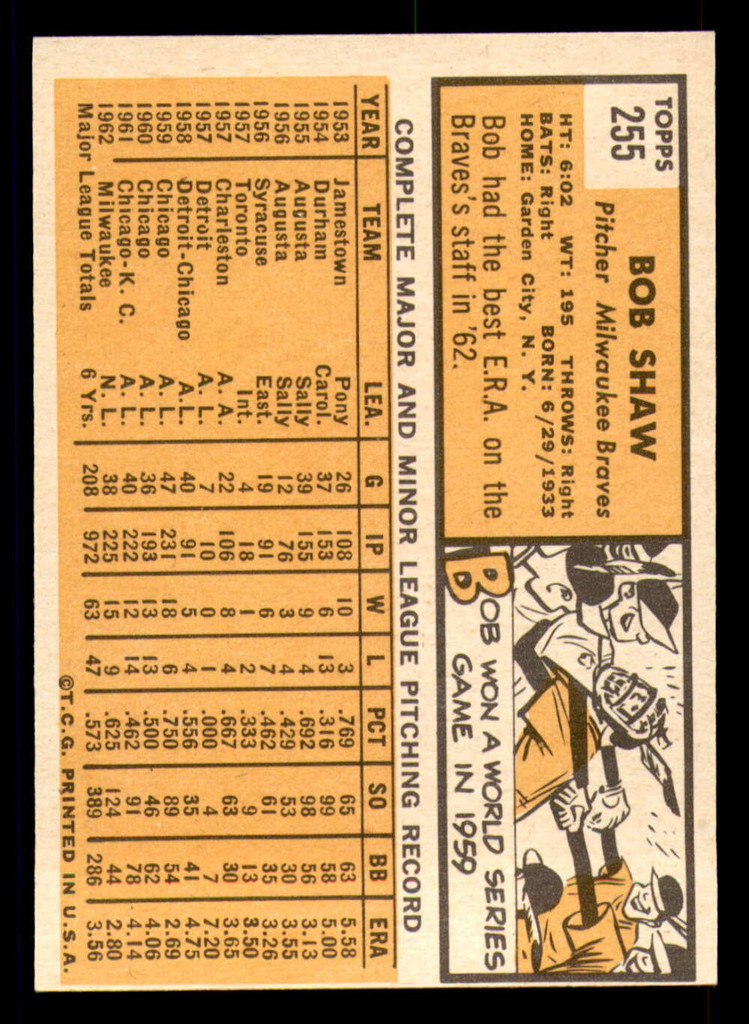 TOPPS
255
BOB SHAW
Pitcher Milwaukee Braves
HT: 6:02 WT: 195 THROWS: Right
BATS: Right BORN: 6/29/1933
HOME: Garden City, N. Y.
Bob had the best E.R.A. on the
Braves's staff in '62.
BOB WON A WORLD SERIES
GAME IN 1959
COMPLETE MAJOR AND MINOR LEAGUE PITCHING RECORD
YEAR TEAM LEA. G IP W L PCT SO BB ERA
1953 Jamestown Pony 26 108 10 3 .769 65 63 5.58
1954 Durham Carol. 37 153 6 13 .316 99 58 5.00
1955 Augusta Sally 39 155 9 4 .692 98 56 3.13
1956 Augusta Sally 12 76 3 4 .429 53 30 3.55
1956 Syracuse East. 19 91 6 7 .462 61 35 3.26
1957 Toronto Int. 4 18 1 2 .333 9 13 3.50
1957 Charleston A. A. 22 106 8 4 .667 63 30 3.65
1957 Detroit A. L. 7 10 0 1 .000 4 7 7.20
1958 Detroit-Chicago A. L. 40 91 5 4 .556 35 41 4.75
1959 Chicago A. L. 47 231 18 6 .750 89 54 2.69
1960 Chicago A. L. 36 193 13 13 .500 46 62 4.06
1961 Chicago-K. C. A. L. 40 222 12 14 .462 91 78 4.14
1962 Milwaukee N. L. 38 225 15 9 .625 124 44 2.80
Major League Totals 6 Yrs. 208 972 63 47 .573 389 286 3.56
©T.C.G. PRINTED IN U.S.A.